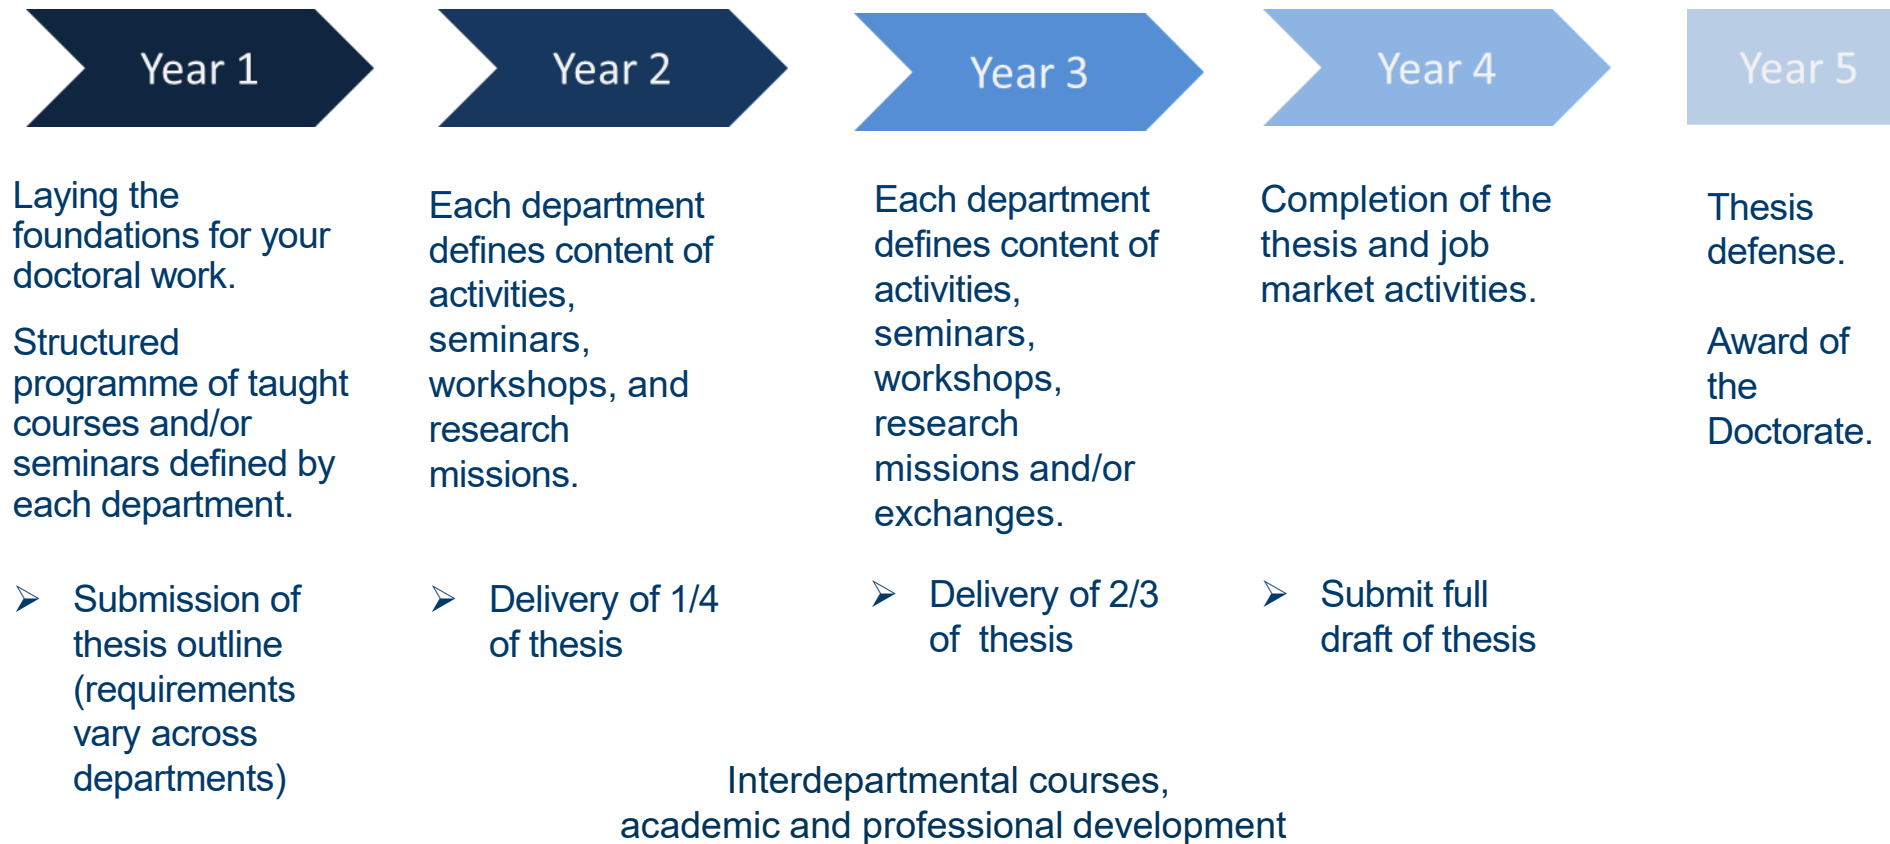 Year 1
Year 2
Year 3
Year 4
Year 5
Laying the
foundations for your
doctoral work.
Structured
programme of taught
courses and/or
seminars defined by
each department.
➢ Submission of
thesis outline
(requirements
vary across
departments)
Each department
defines content of
activities,
seminars,
workshops, and
research
missions.
➢ Delivery of 1/4
of thesis
Each department
defines content of
activities,
seminars,
workshops,
research
missions and/or
exchanges.
➢ Delivery of 2/3
of thesis
Completion of the
thesis and job
market activities.
➢ Submit full
draft of thesis
Thesis
defense.
Award of
the
Doctorate.
Interdepartmental courses,
academic and professional development